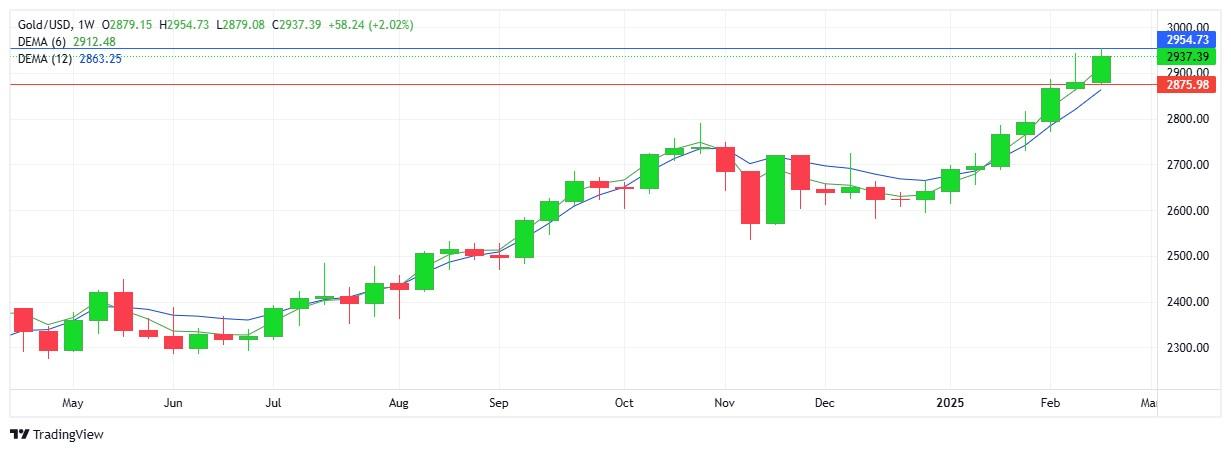 Gold/USD, 1W O2879.15 H2954.73 L2879.08 C2937.39 +58.24 (+2.02%)
DEMA (6) 2912.48
DEMA (12) 2863.25
3000.00
2954.73
2937.39
2900.00
2875.98
2800.00
2700.00
2600.00
2500.00
2400.00
2300.00
May Jun Jul Aug Sep Oct Nov Dec 2025 Feb Mar
TradingView